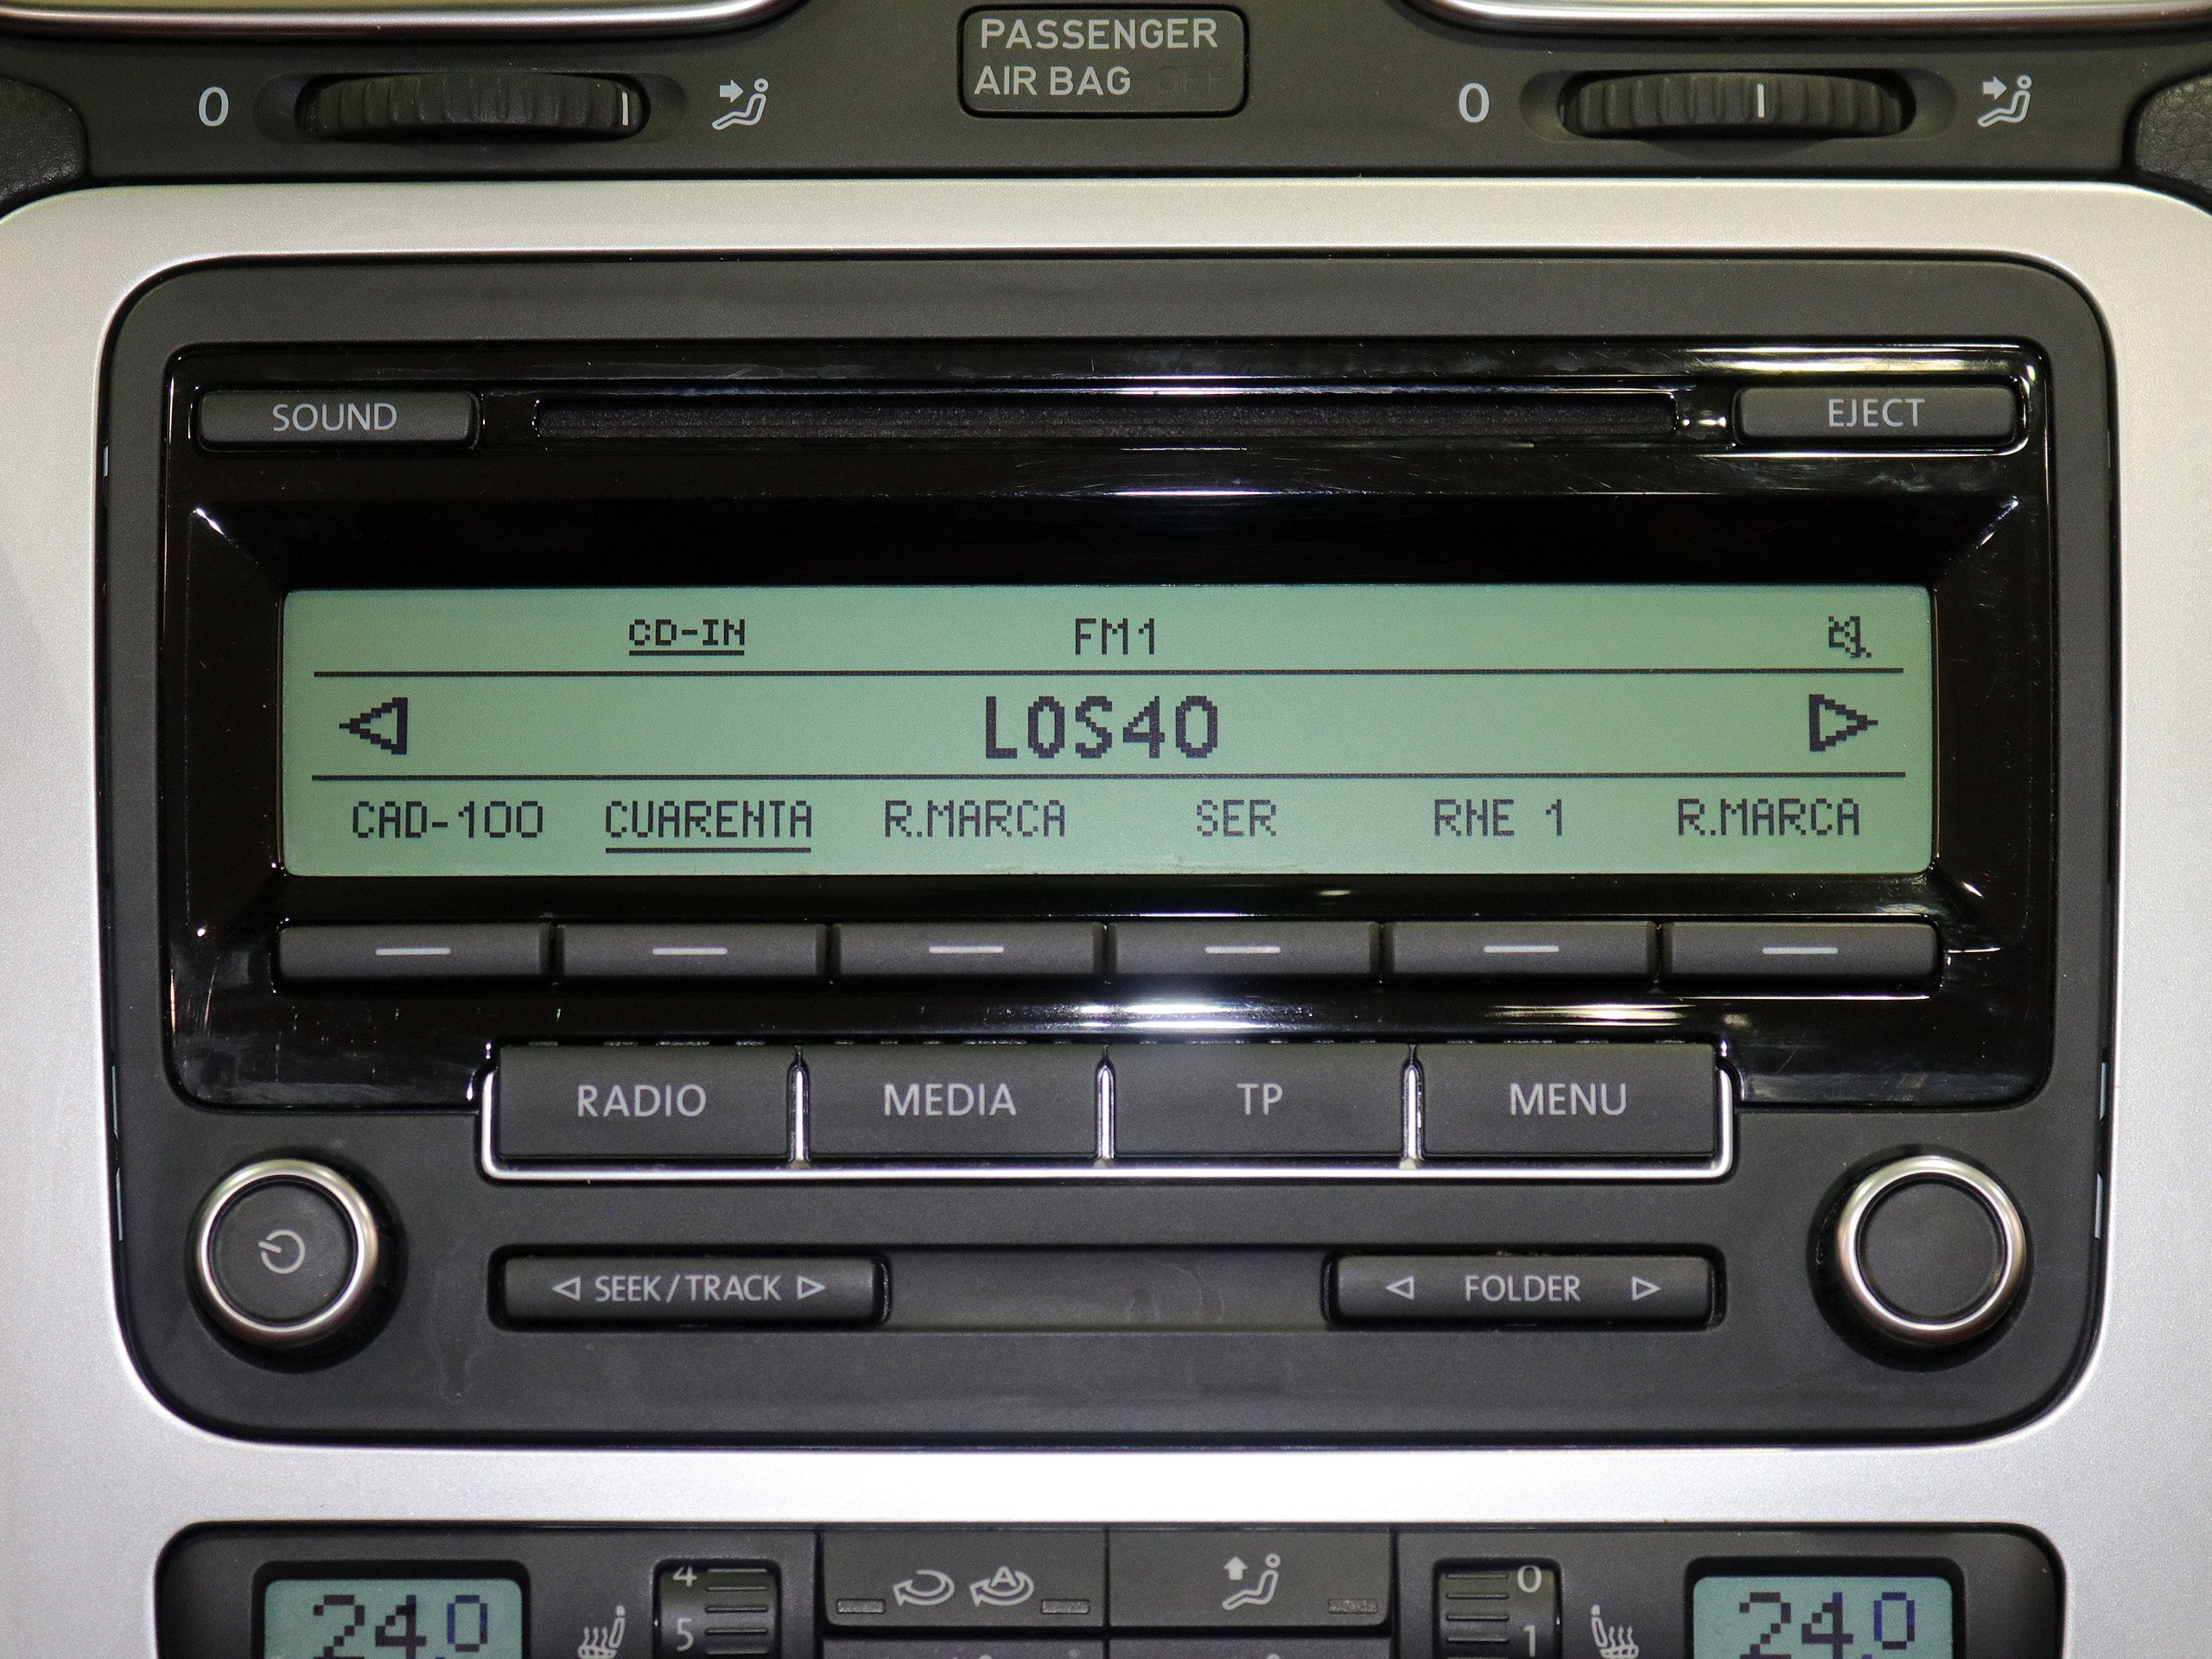 PASSENGER
AIR BAG OFF
0 0
SOUND EJECT
CD-IN FM1
LOS40
CAD-100 CUARENTA R.MARCA SER RNE 1 R.MARCA
RADIO MEDIA TP MENU
SEEK/TRACK FOLDER
24.0 4 A 0 24.0
5 1